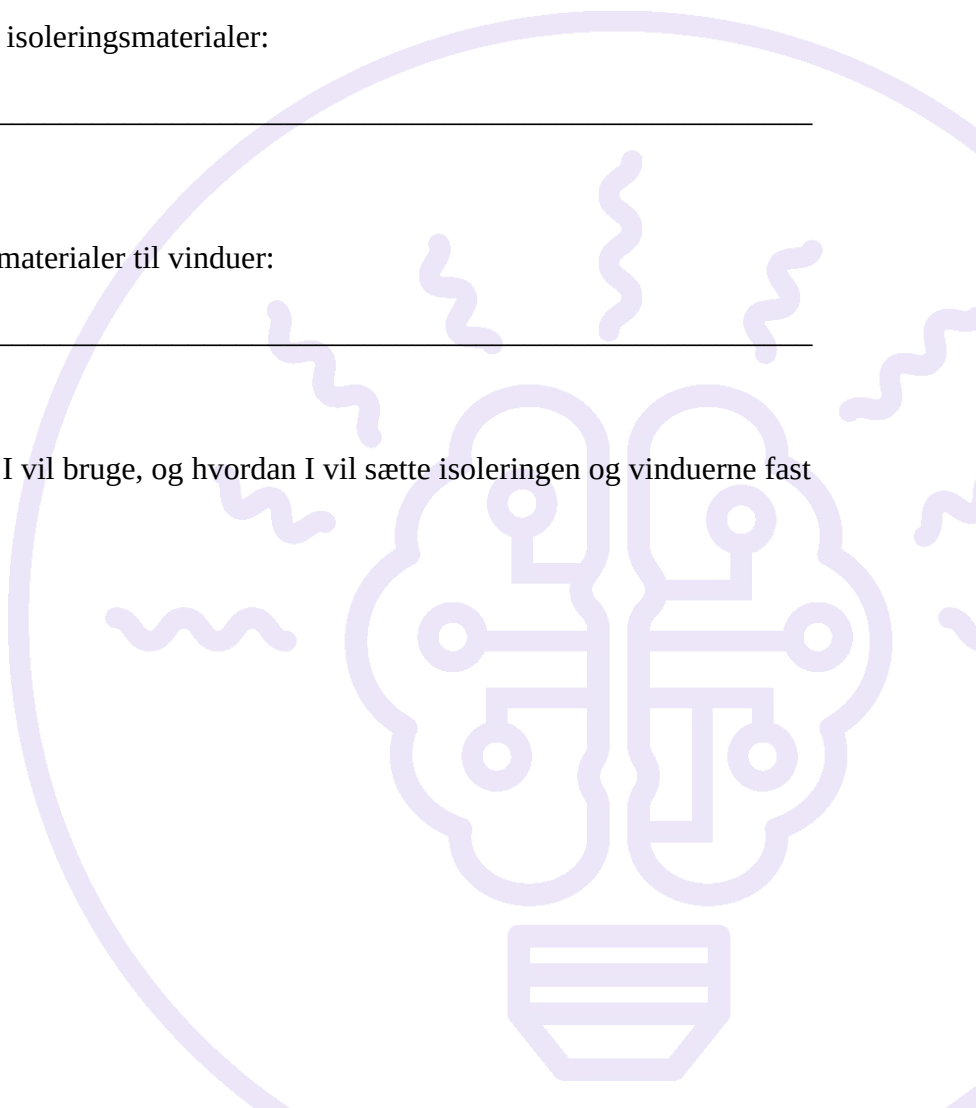 isoleringsmaterialer:
materialer til vinduer:
I vil bruge, og hvordan I vil sætte isoleringen og vinduerne fast